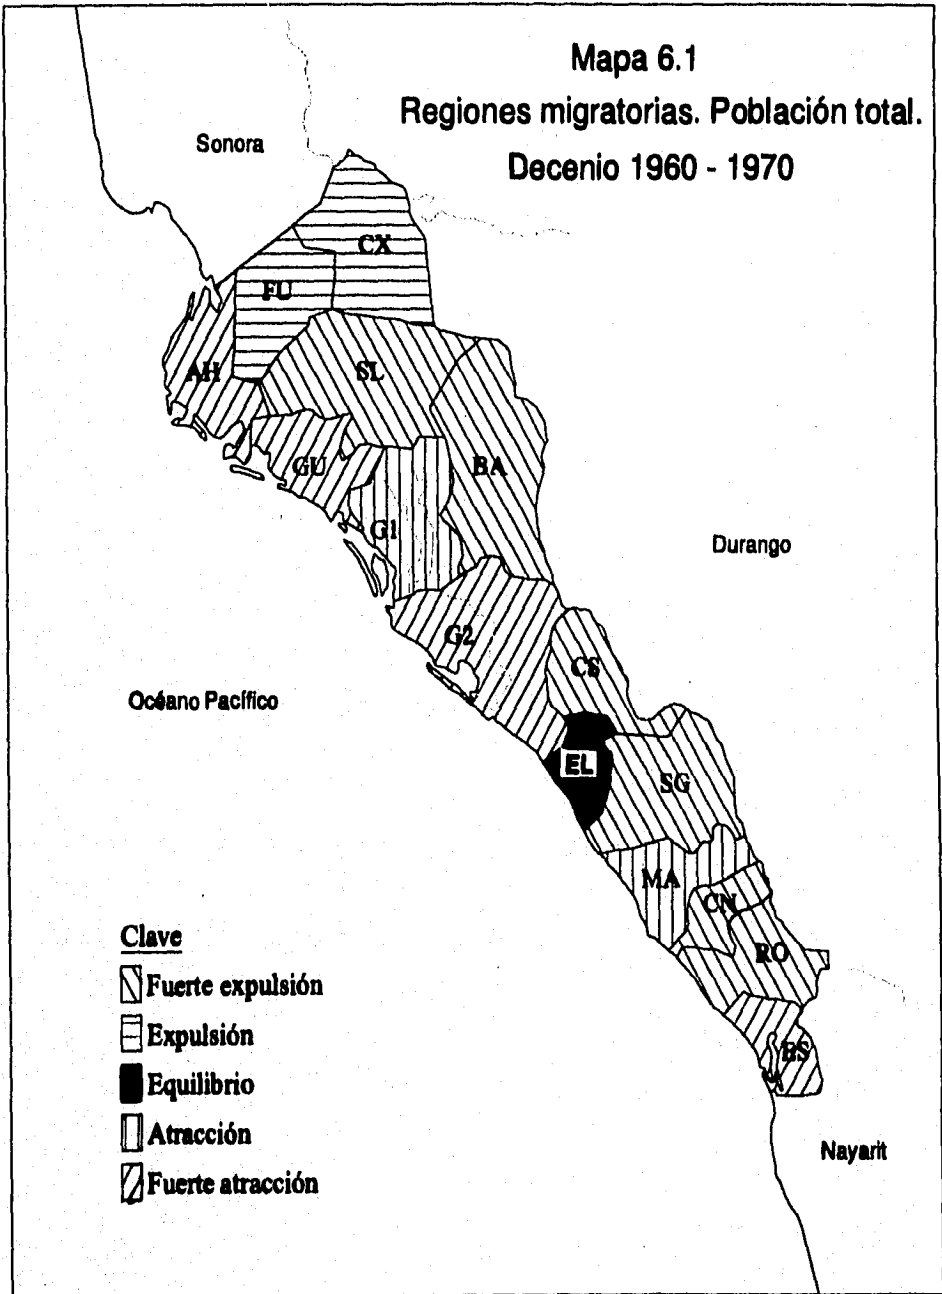 Mapa 6.1
Regiones migratorias. Población total.
Decenio 1960 - 1970
Sonora
CX
FU
AH
SL
GU
BA
G1
Durango
G2
CS
Océano Pacífico
EL
SG
MA
CN
RO
ES
Nayarit
Clave
Fuerte expulsión
Expulsión
Equilibrio
Atracción
Fuerte atracción